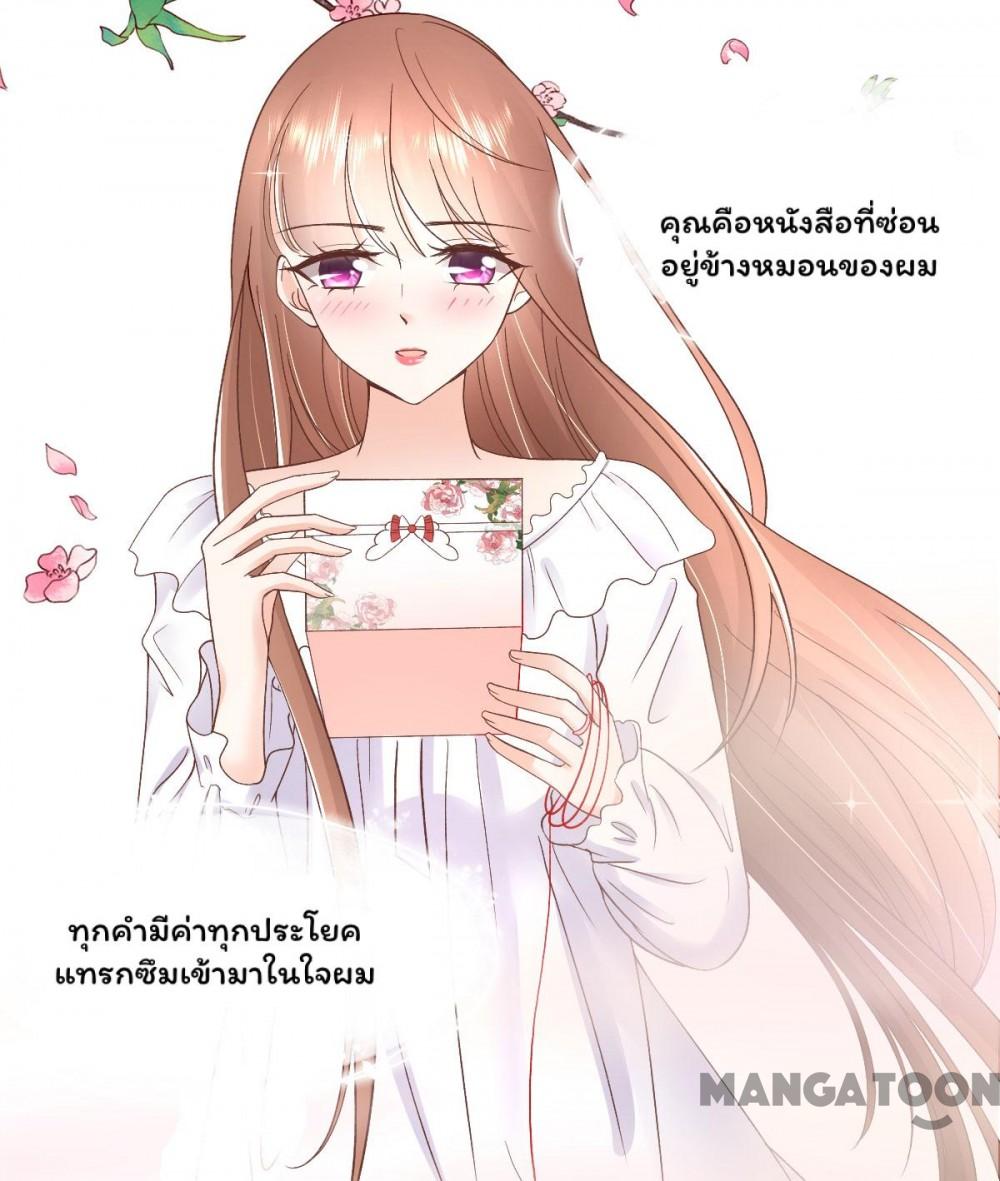 คุณคือหนังสือที่ซ่อน
อยู่ข้างหมอนของผม
ทุกคำมีค่าทุกประโยค
แทรกซึมเข้ามาในใจผม
MANGATOON